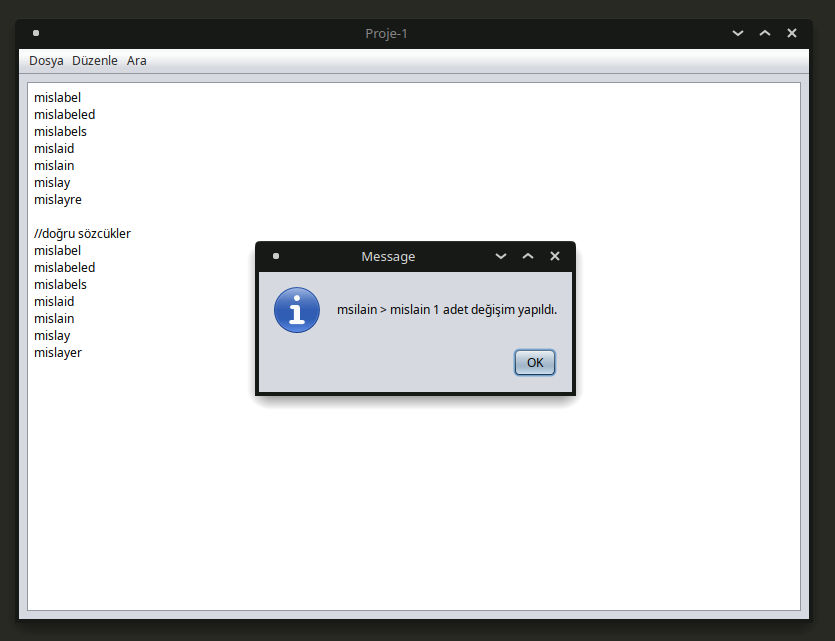 Proje-1
Dosya Düzenle Ara
mislabel
mislabeled
mislabels
mislaid
mislain
mislay
mislayre
//doğru sözcükler
mislabel
mislabeled
mislabels
mislaid
mislain
mislay
mislayer
Message
msilain > mislain 1 adet değişim yapıldı.
OK